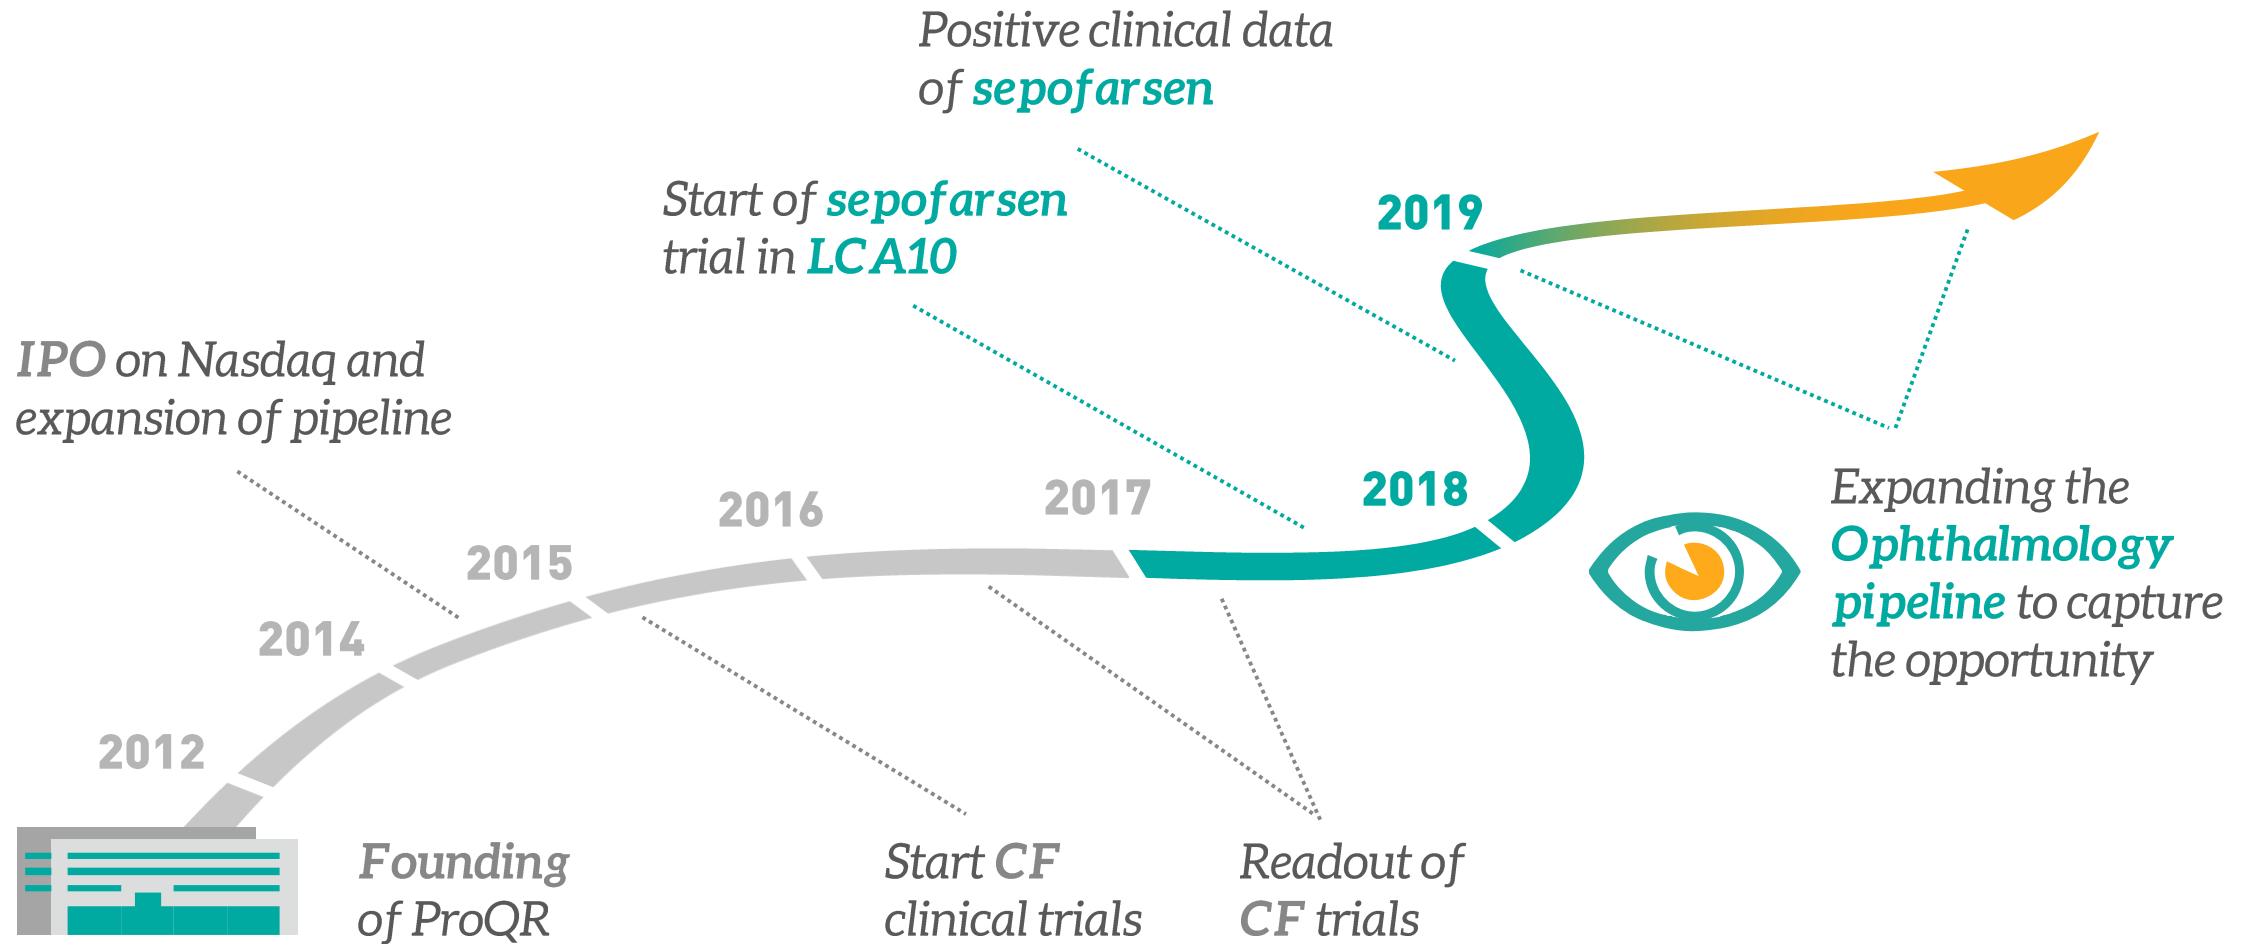 Positive clinical data
of sepofarsen
Start of sepofarsen
trial in LCA10
2019
IPO on Nasdaq and
expansion of pipeline
2012
2014
2015
2016
2017
2018
Expanding the
Ophthalmology
pipeline to capture
the opportunity
Founding
of ProQR
Start CF
clinical trials
Readout of
CF trials